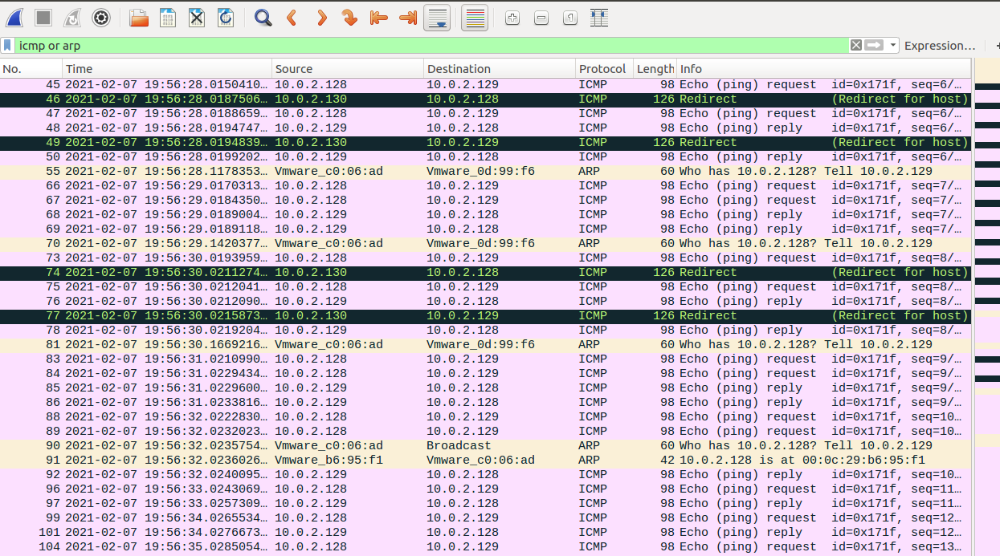 icmp or arp Expression…
No. Time Source Destination Protocol Length Info
45 2021-02-07 19:56:28.0150410… 10.0.2.128 10.0.2.129 ICMP 98 Echo (ping) request id=0x171f, seq=6/…
46 2021-02-07 19:56:28.0187506… 10.0.2.130 10.0.2.128 ICMP 126 Redirect (Redirect for host)
47 2021-02-07 19:56:28.0188659… 10.0.2.128 10.0.2.129 ICMP 98 Echo (ping) request id=0x171f, seq=6/…
48 2021-02-07 19:56:28.0194747… 10.0.2.129 10.0.2.128 ICMP 98 Echo (ping) reply id=0x171f, seq=6/…
49 2021-02-07 19:56:28.0194839… 10.0.2.130 10.0.2.129 ICMP 126 Redirect (Redirect for host)
50 2021-02-07 19:56:28.0199202… 10.0.2.129 10.0.2.128 ICMP 98 Echo (ping) reply id=0x171f, seq=6/…
55 2021-02-07 19:56:28.1178353… Vmware_c0:06:ad Vmware_0d:99:f6 ARP 60 Who has 10.0.2.128? Tell 10.0.2.129
66 2021-02-07 19:56:29.0170313… 10.0.2.128 10.0.2.129 ICMP 98 Echo (ping) request id=0x171f, seq=7/…
67 2021-02-07 19:56:29.0184350… 10.0.2.128 10.0.2.129 ICMP 98 Echo (ping) request id=0x171f, seq=7/…
68 2021-02-07 19:56:29.0189004… 10.0.2.129 10.0.2.128 ICMP 98 Echo (ping) reply id=0x171f, seq=7/…
69 2021-02-07 19:56:29.0189118… 10.0.2.129 10.0.2.128 ICMP 98 Echo (ping) reply id=0x171f, seq=7/…
70 2021-02-07 19:56:29.1420377… Vmware_c0:06:ad Vmware_0d:99:f6 ARP 60 Who has 10.0.2.128? Tell 10.0.2.129
73 2021-02-07 19:56:30.0193959… 10.0.2.128 10.0.2.129 ICMP 98 Echo (ping) request id=0x171f, seq=8/…
74 2021-02-07 19:56:30.0211274… 10.0.2.130 10.0.2.128 ICMP 126 Redirect (Redirect for host)
75 2021-02-07 19:56:30.0212041… 10.0.2.128 10.0.2.129 ICMP 98 Echo (ping) request id=0x171f, seq=8/…
76 2021-02-07 19:56:30.0212090… 10.0.2.129 10.0.2.128 ICMP 98 Echo (ping) reply id=0x171f, seq=8/…
77 2021-02-07 19:56:30.0215873… 10.0.2.130 10.0.2.129 ICMP 126 Redirect (Redirect for host)
78 2021-02-07 19:56:30.0219204… 10.0.2.129 10.0.2.128 ICMP 98 Echo (ping) reply id=0x171f, seq=8/…
81 2021-02-07 19:56:30.1669216… Vmware_c0:06:ad Vmware_0d:99:f6 ARP 60 Who has 10.0.2.128? Tell 10.0.2.129
83 2021-02-07 19:56:31.0210990… 10.0.2.128 10.0.2.129 ICMP 98 Echo (ping) request id=0x171f, seq=9/…
84 2021-02-07 19:56:31.0229434… 10.0.2.128 10.0.2.129 ICMP 98 Echo (ping) request id=0x171f, seq=9/…
85 2021-02-07 19:56:31.0229600… 10.0.2.129 10.0.2.128 ICMP 98 Echo (ping) reply id=0x171f, seq=9/…
86 2021-02-07 19:56:31.0233816… 10.0.2.129 10.0.2.128 ICMP 98 Echo (ping) reply id=0x171f, seq=9/…
88 2021-02-07 19:56:32.0222830… 10.0.2.128 10.0.2.129 ICMP 98 Echo (ping) request id=0x171f, seq=10…
89 2021-02-07 19:56:32.0232023… 10.0.2.128 10.0.2.129 ICMP 98 Echo (ping) request id=0x171f, seq=10…
90 2021-02-07 19:56:32.0235754… Vmware_c0:06:ad Broadcast ARP 60 Who has 10.0.2.128? Tell 10.0.2.129
91 2021-02-07 19:56:32.0236026… Vmware_b6:95:f1 Vmware_c0:06:ad ARP 42 10.0.2.128 is at 00:0c:29:b6:95:f1
92 2021-02-07 19:56:32.0240095… 10.0.2.129 10.0.2.128 ICMP 98 Echo (ping) reply id=0x171f, seq=10…
96 2021-02-07 19:56:33.0243069… 10.0.2.128 10.0.2.129 ICMP 98 Echo (ping) request id=0x171f, seq=11…
97 2021-02-07 19:56:33.0257309… 10.0.2.129 10.0.2.128 ICMP 98 Echo (ping) reply id=0x171f, seq=11…
99 2021-02-07 19:56:34.0265534… 10.0.2.128 10.0.2.129 ICMP 98 Echo (ping) request id=0x171f, seq=12…
101 2021-02-07 19:56:34.0276673… 10.0.2.129 10.0.2.128 ICMP 98 Echo (ping) reply id=0x171f, seq=12…
104 2021-02-07 19:56:35.0285054… 10.0.2.128 10.0.2.129 ICMP 98 Echo (ping) request id=0x171f, seq=13…